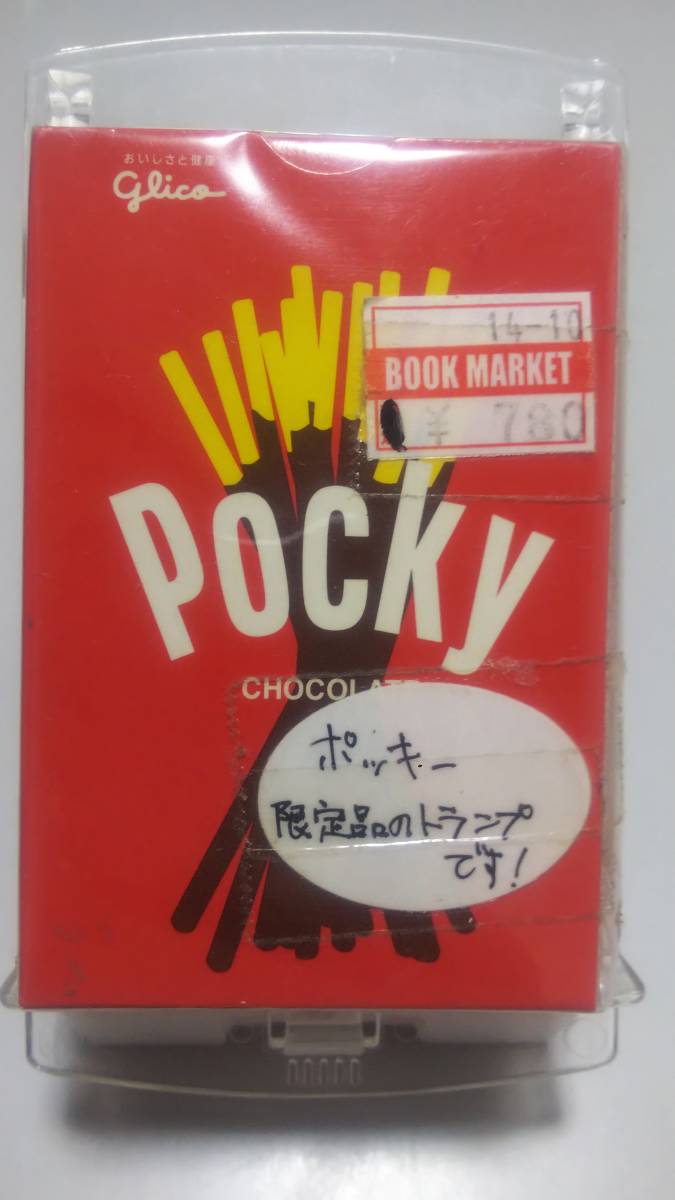 おいしさと健康
Glico
14-10
BOOK MARKET
¥ 780
Pocky
CHOCOLATE
ポッキー
限定品のトランプ
です!